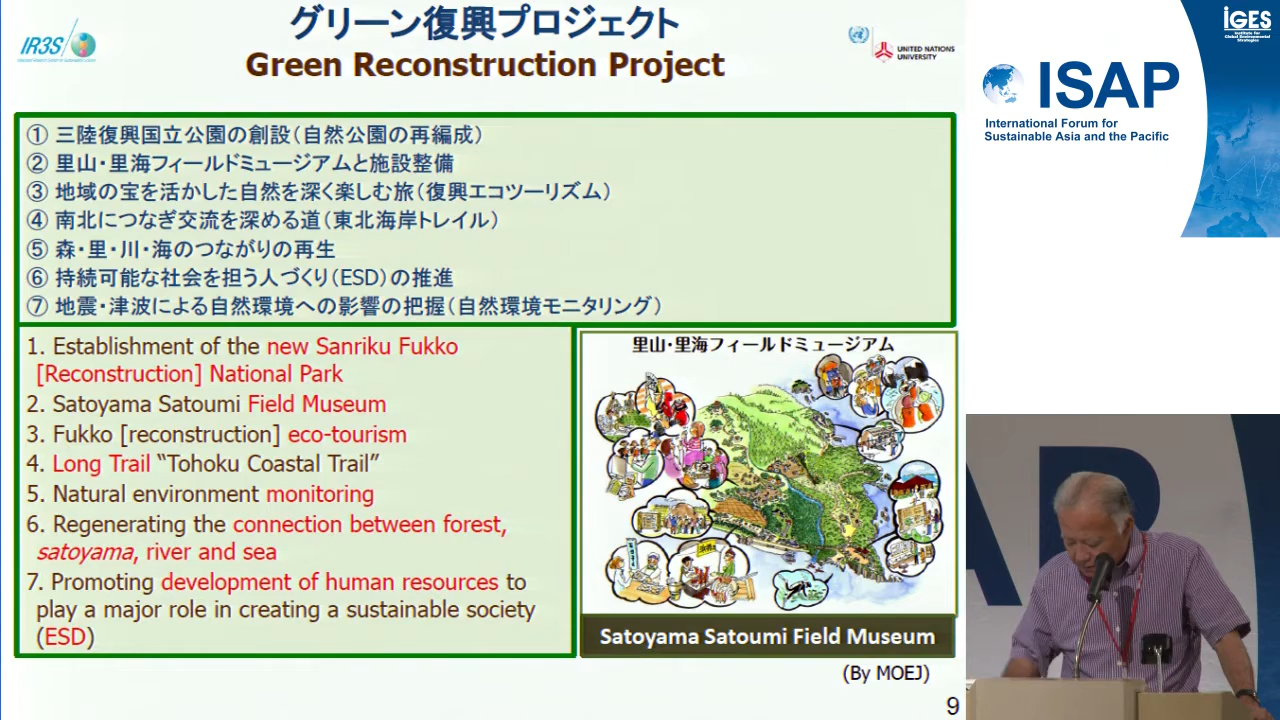 グリーン復興プロジェクト
Green Reconstruction Project
IR3S
UNITED NATIONS
UNIVERSITY
① 三陸復興国立公園の創設（自然公園の再編成）
② 里山・里海フィールドミュージアムと施設整備
③ 地域の宝を活かした自然を深く楽しむ旅（復興エコツーリズム）
④ 南北につなぎ交流を深める道（東北海岸トレイル）
⑤ 森・里・川・海のつながりの再生
⑥ 持続可能な社会を担う人づくり（ESD）の推進
⑦ 地震・津波による自然環境への影響の把握（自然環境モニタリング）
1. Establishment of the new Sanriku Fukko
[Reconstruction] National Park
2. Satoyama Satoumi Field Museum
3. Fukko [reconstruction] eco-tourism
4. Long Trail “Tohoku Coastal Trail”
5. Natural environment monitoring
6. Regenerating the connection between forest,
satoyama, river and sea
7. Promoting development of human resources to
play a major role in creating a sustainable society
(ESD)
里山・里海フィールドミュージアム
Satoyama Satoumi Field Museum
(By MOEJ)
9
IGES
Institute for
Global Environmental
Strategies
ISAP
International Forum for
Sustainable Asia and the Pacific
AP